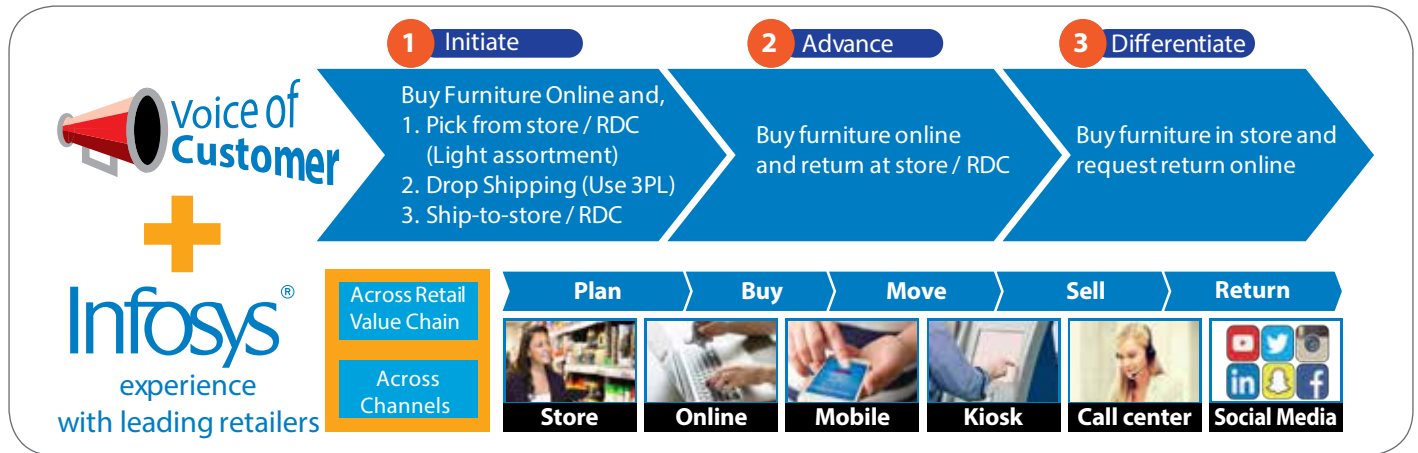 1 Initiate
2 Advance
3 Differentiate
Voice of
Customer
Buy Furniture Online and,
1. Pick from store / RDC
(Light assortment)
2. Drop Shipping (Use 3PL)
3. Ship-to-store / RDC
Buy furniture online
and return at store / RDC
Buy furniture in store and
request return online
Infosys®
experience
with leading retailers
Across Retail
Value Chain
Across
Channels
Plan
Buy
Move
Sell
Return
Store
Online
Mobile
Kiosk
Call center
Social Media